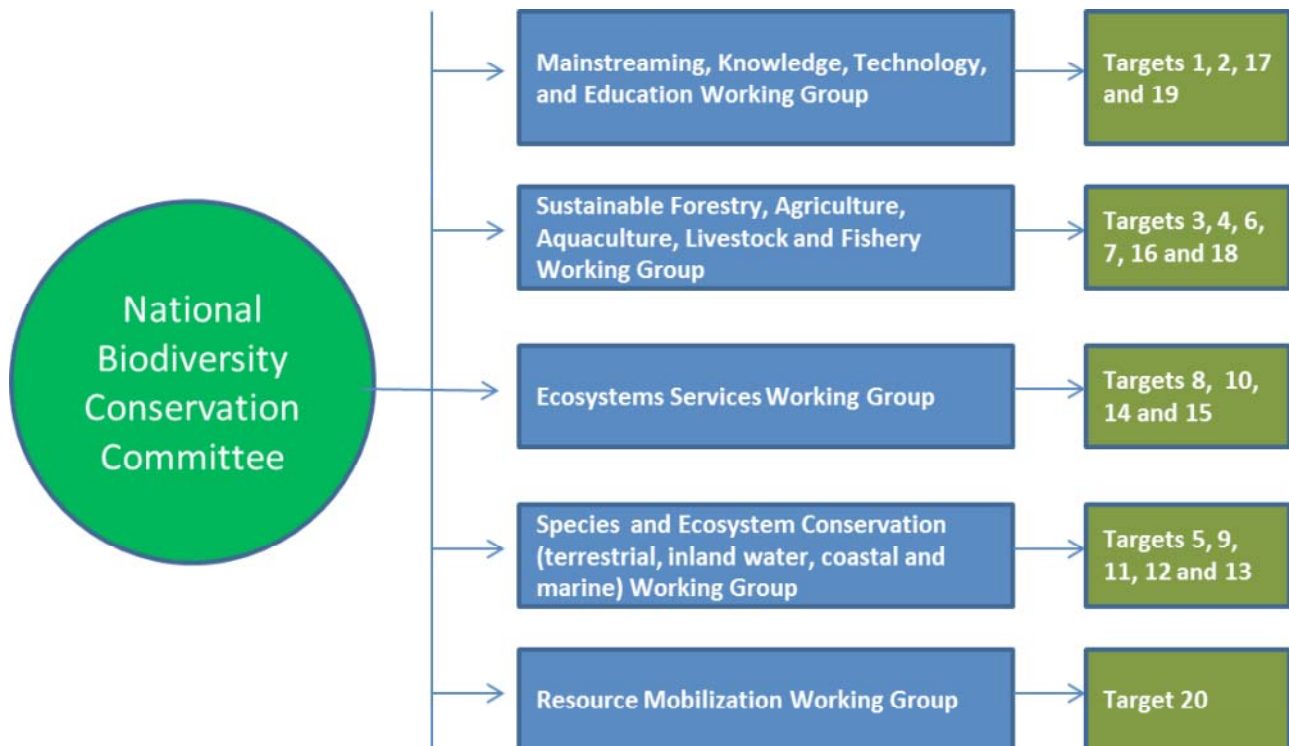 National
Biodiversity
Conservation
Committee
Mainstreaming, Knowledge, Technology,
and Education Working Group
Targets 1, 2, 17
and 19
Sustainable Forestry, Agriculture,
Aquaculture, Livestock and Fishery
Working Group
Targets 3, 4, 6,
7, 16 and 18
Ecosystems Services Working Group
Targets 8, 10,
14 and 15
Species and Ecosystem Conservation
(terrestrial, inland water, coastal and
marine) Working Group
Targets 5, 9,
11, 12 and 13
Resource Mobilization Working Group
Target 20